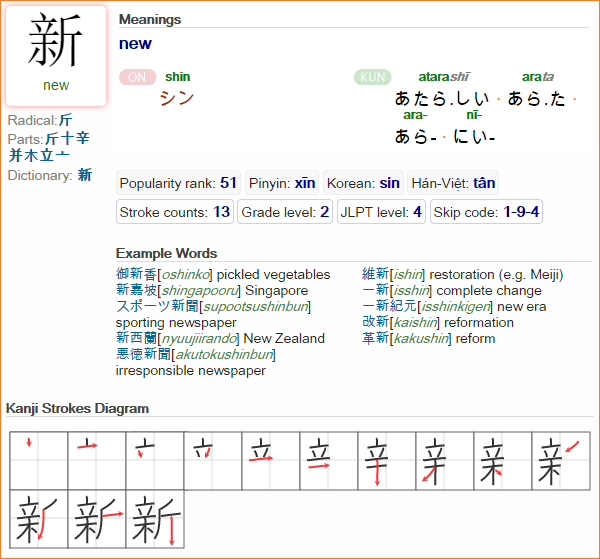 新
new
Radical:斤
Parts:斤十辛
并木立亠
Dictionary: 新
Meanings
new
ON shin
シン
KUN atarashī arata
あたら.しい · あら.た ·
ara- nī-
あら- · にい-
Popularity rank: 51 Pinyin: xīn Korean: sin Hán-Việt: tân
Stroke counts: 13 Grade level: 2 JLPT level: 4 Skip code: 1-9-4
Example Words
御新香[oshinko] pickled vegetables
新嘉坡[shingapooru] Singapore
スポーツ新聞[supootsushinbun]
sporting newspaper
新西蘭[nyuujiirando] New Zealand
悪徳新聞[akutokushinbun]
irresponsible newspaper
維新[ishin] restoration (e.g. Meiji)
一新[isshin] complete change
一新紀元[isshinkigen] new era
改新[kaishin] reformation
革新[kakushin] reform
Kanji Strokes Diagram